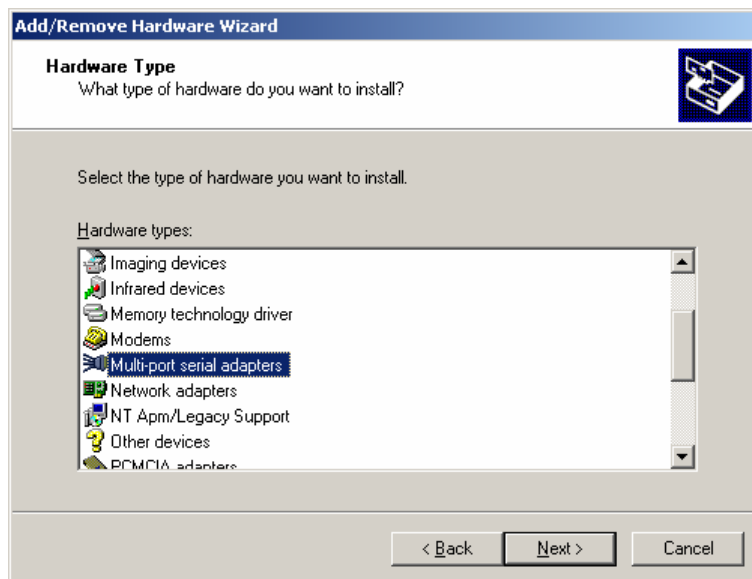 Add/Remove Hardware Wizard
Hardware Type
What type of hardware do you want to install?
Select the type of hardware you want to install.
Hardware types:
Imaging devices
Infrared devices
Memory technology driver
Modems
Multi-port serial adapters
Network adapters
NT Apm/Legacy Support
Other devices
PCMCIA adapters
< Back
Next >
Cancel